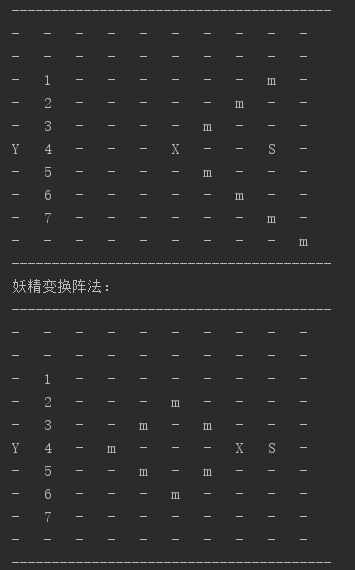 ----------------------------------------
- - - - - - - - - -
- - - - - - - - - -
- 1 - - - - - - m -
- 2 - - - - - m - -
- 3 - - - - m - - -
Y 4 - - - X - - S -
- 5 - - - - m - - -
- 6 - - - - - m - -
- 7 - - - - - - m -
- - - - - - - - - m
----------------------------------------
妖精变换阵法:
----------------------------------------
- - - - - - - - - -
- - - - - - - - - -
- 1 - - - - - - - -
- 2 - - - m - - - -
- 3 - - m - m - - -
Y 4 - m - - - X S -
- 5 - - m - m - - -
- 6 - - - m - - - -
- 7 - - - - - - - -
- - - - - - - - - -
----------------------------------------